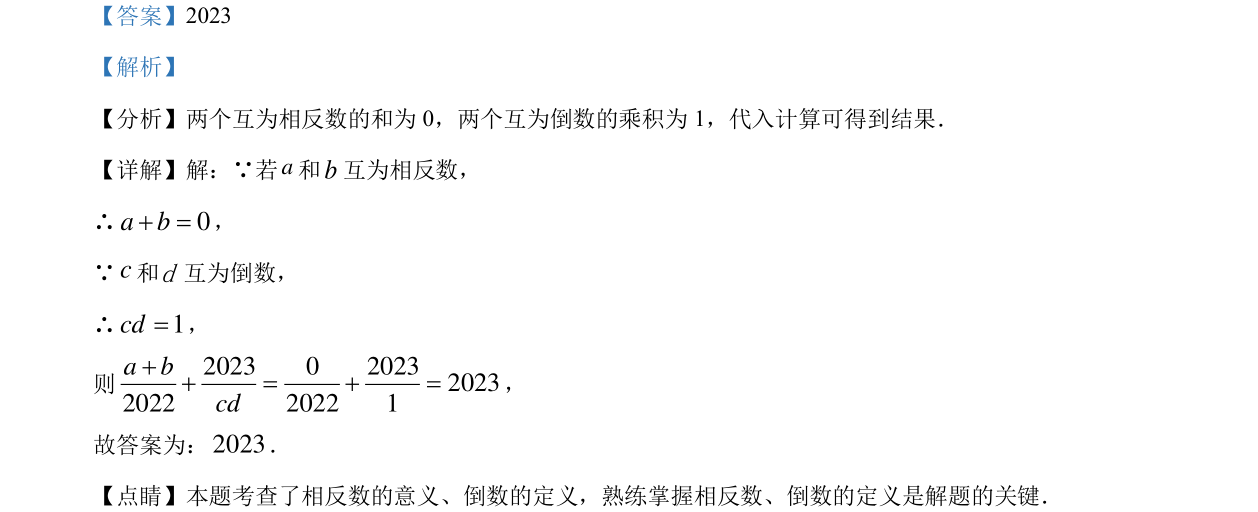 【答案】2023
【解析】
【分析】两个互为相反数的和为 0，两个互为倒数的乘积为 1，代入计算可得到结果．
【详解】解：∵若 a 和 b 互为相反数，
∴ a + b = 0，
∵ c 和 d 互为倒数，
∴ cd = 1，
则 \frac{a+b}{2022} + \frac{2023}{cd} = \frac{0}{2022} + \frac{2023}{1} = 2023，
故答案为：2023．
【点睛】本题考查了相反数的意义、倒数的定义，熟练掌握相反数、倒数的定义是解题的关键．